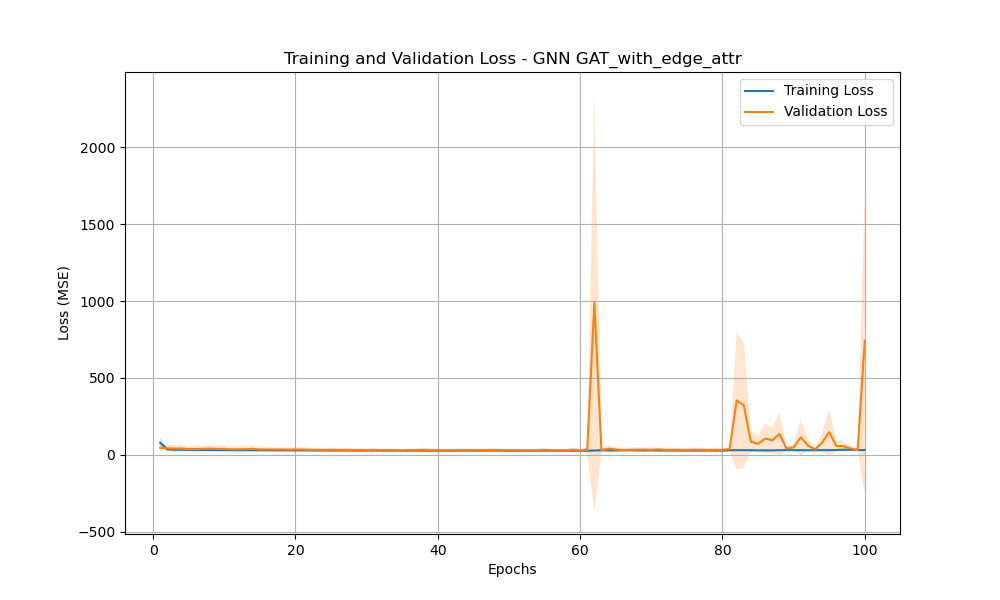 Training and Validation Loss - GNN GAT_with_edge_attr
Training Loss
Validation Loss
2000
1500
1000
500
0
−500
Loss (MSE)
0 20 40 60 80 100
Epochs